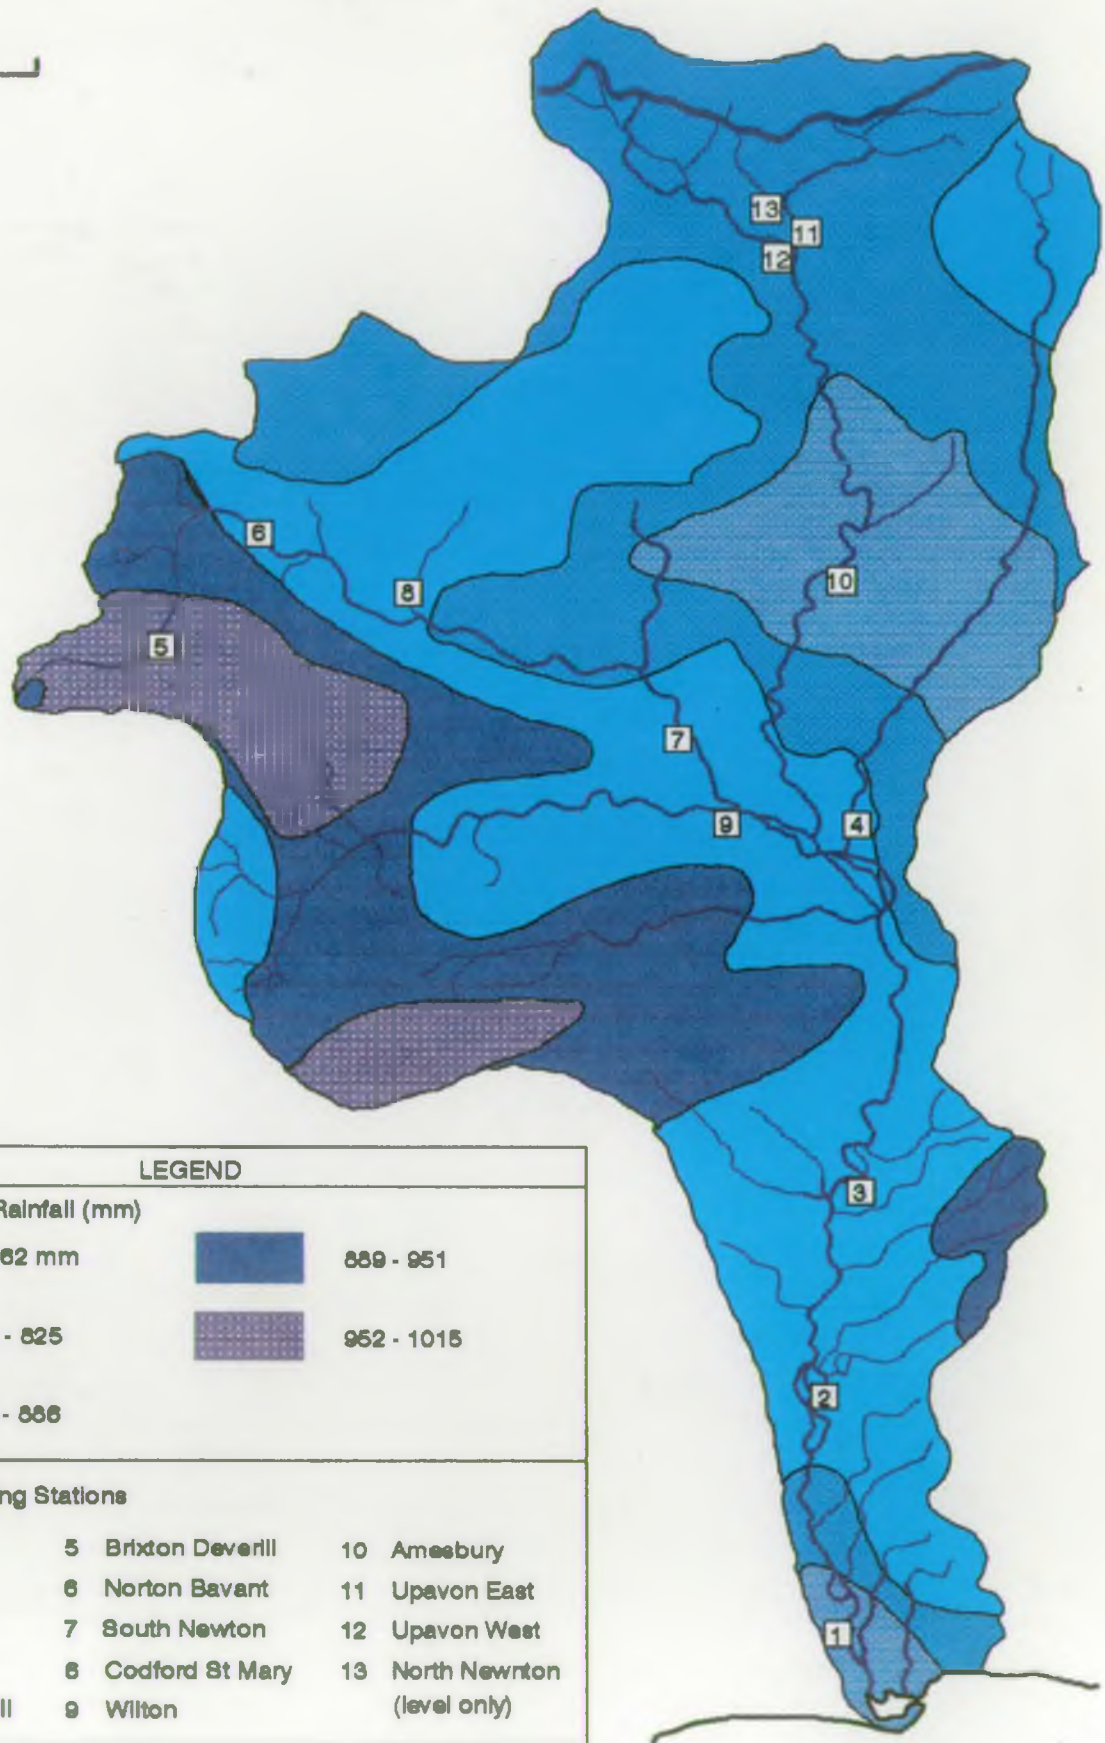 13
11
12
6
8
10
5
7
9
4
3
2
1
LEGEND
Rainfall (mm)
62 mm
889 - 951
- 825
952 - 1015
- 888
ng Stations
5 Brixton Deverill
10 Amesbury
6 Norton Bavant
11 Upavon East
7 South Newton
12 Upavon West
8 Codford St Mary
13 North Newnton
(level only)
ll
9 Wilton